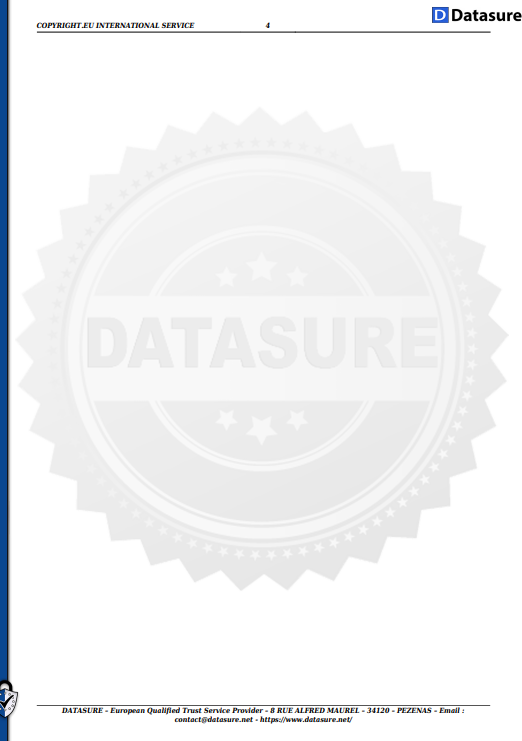 COPYRIGHT.EU INTERNATIONAL SERVICE 4
D Datasure
DATASURE
DATASURE – European Qualified Trust Service Provider – 8 RUE ALFRED MAUREL – 34120 – PEZENAS – Email :
contact@datasure.net - https://www.datasure.net/